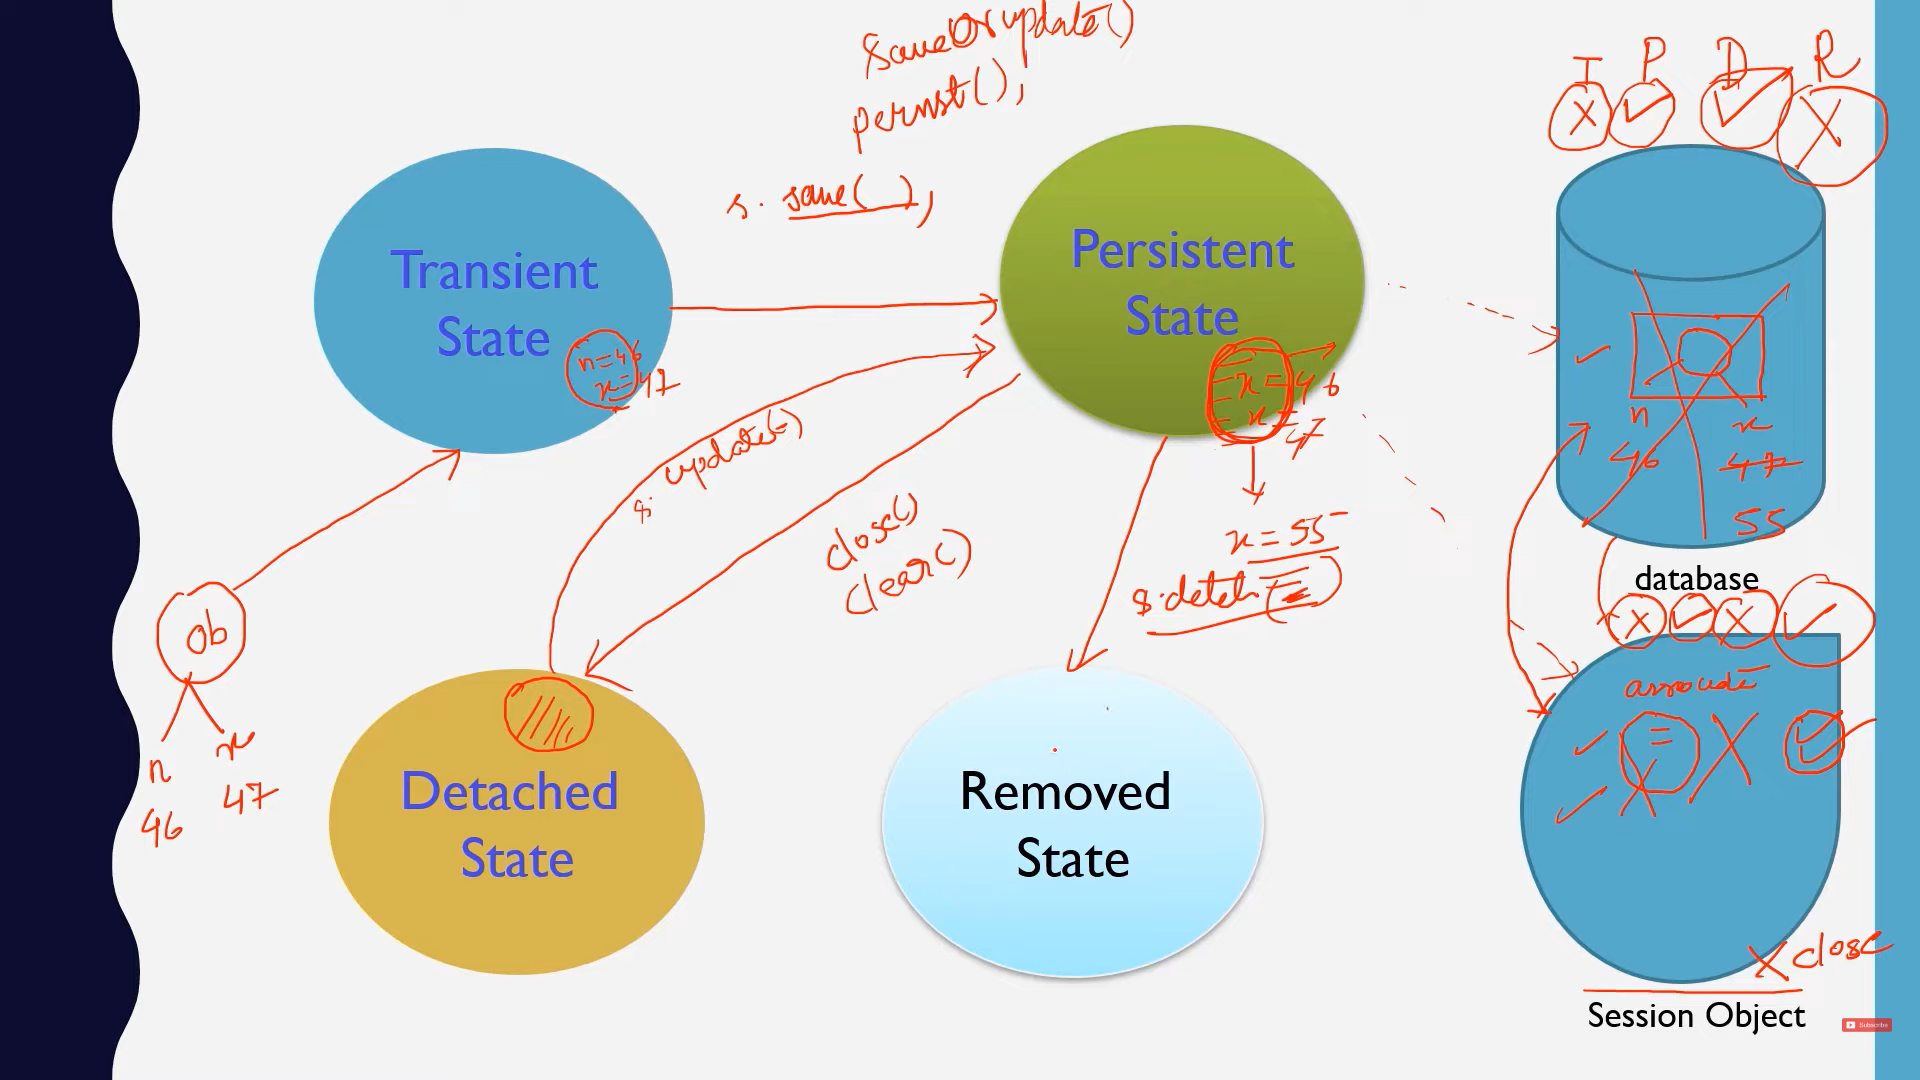 saveOrupdate()
persist();
s. save( );
T P D R
X ✓ ✓ X
Transient
State
n=46
x=47
Persistent
State
x=46
x=47
s. update(=)
close()
clear()
x=55
n x
46 47
55
database
X ✓ X ✓
associate
ob
n x
46 47
Detached
State
Removed
State
X close
Session Object
Subscribe